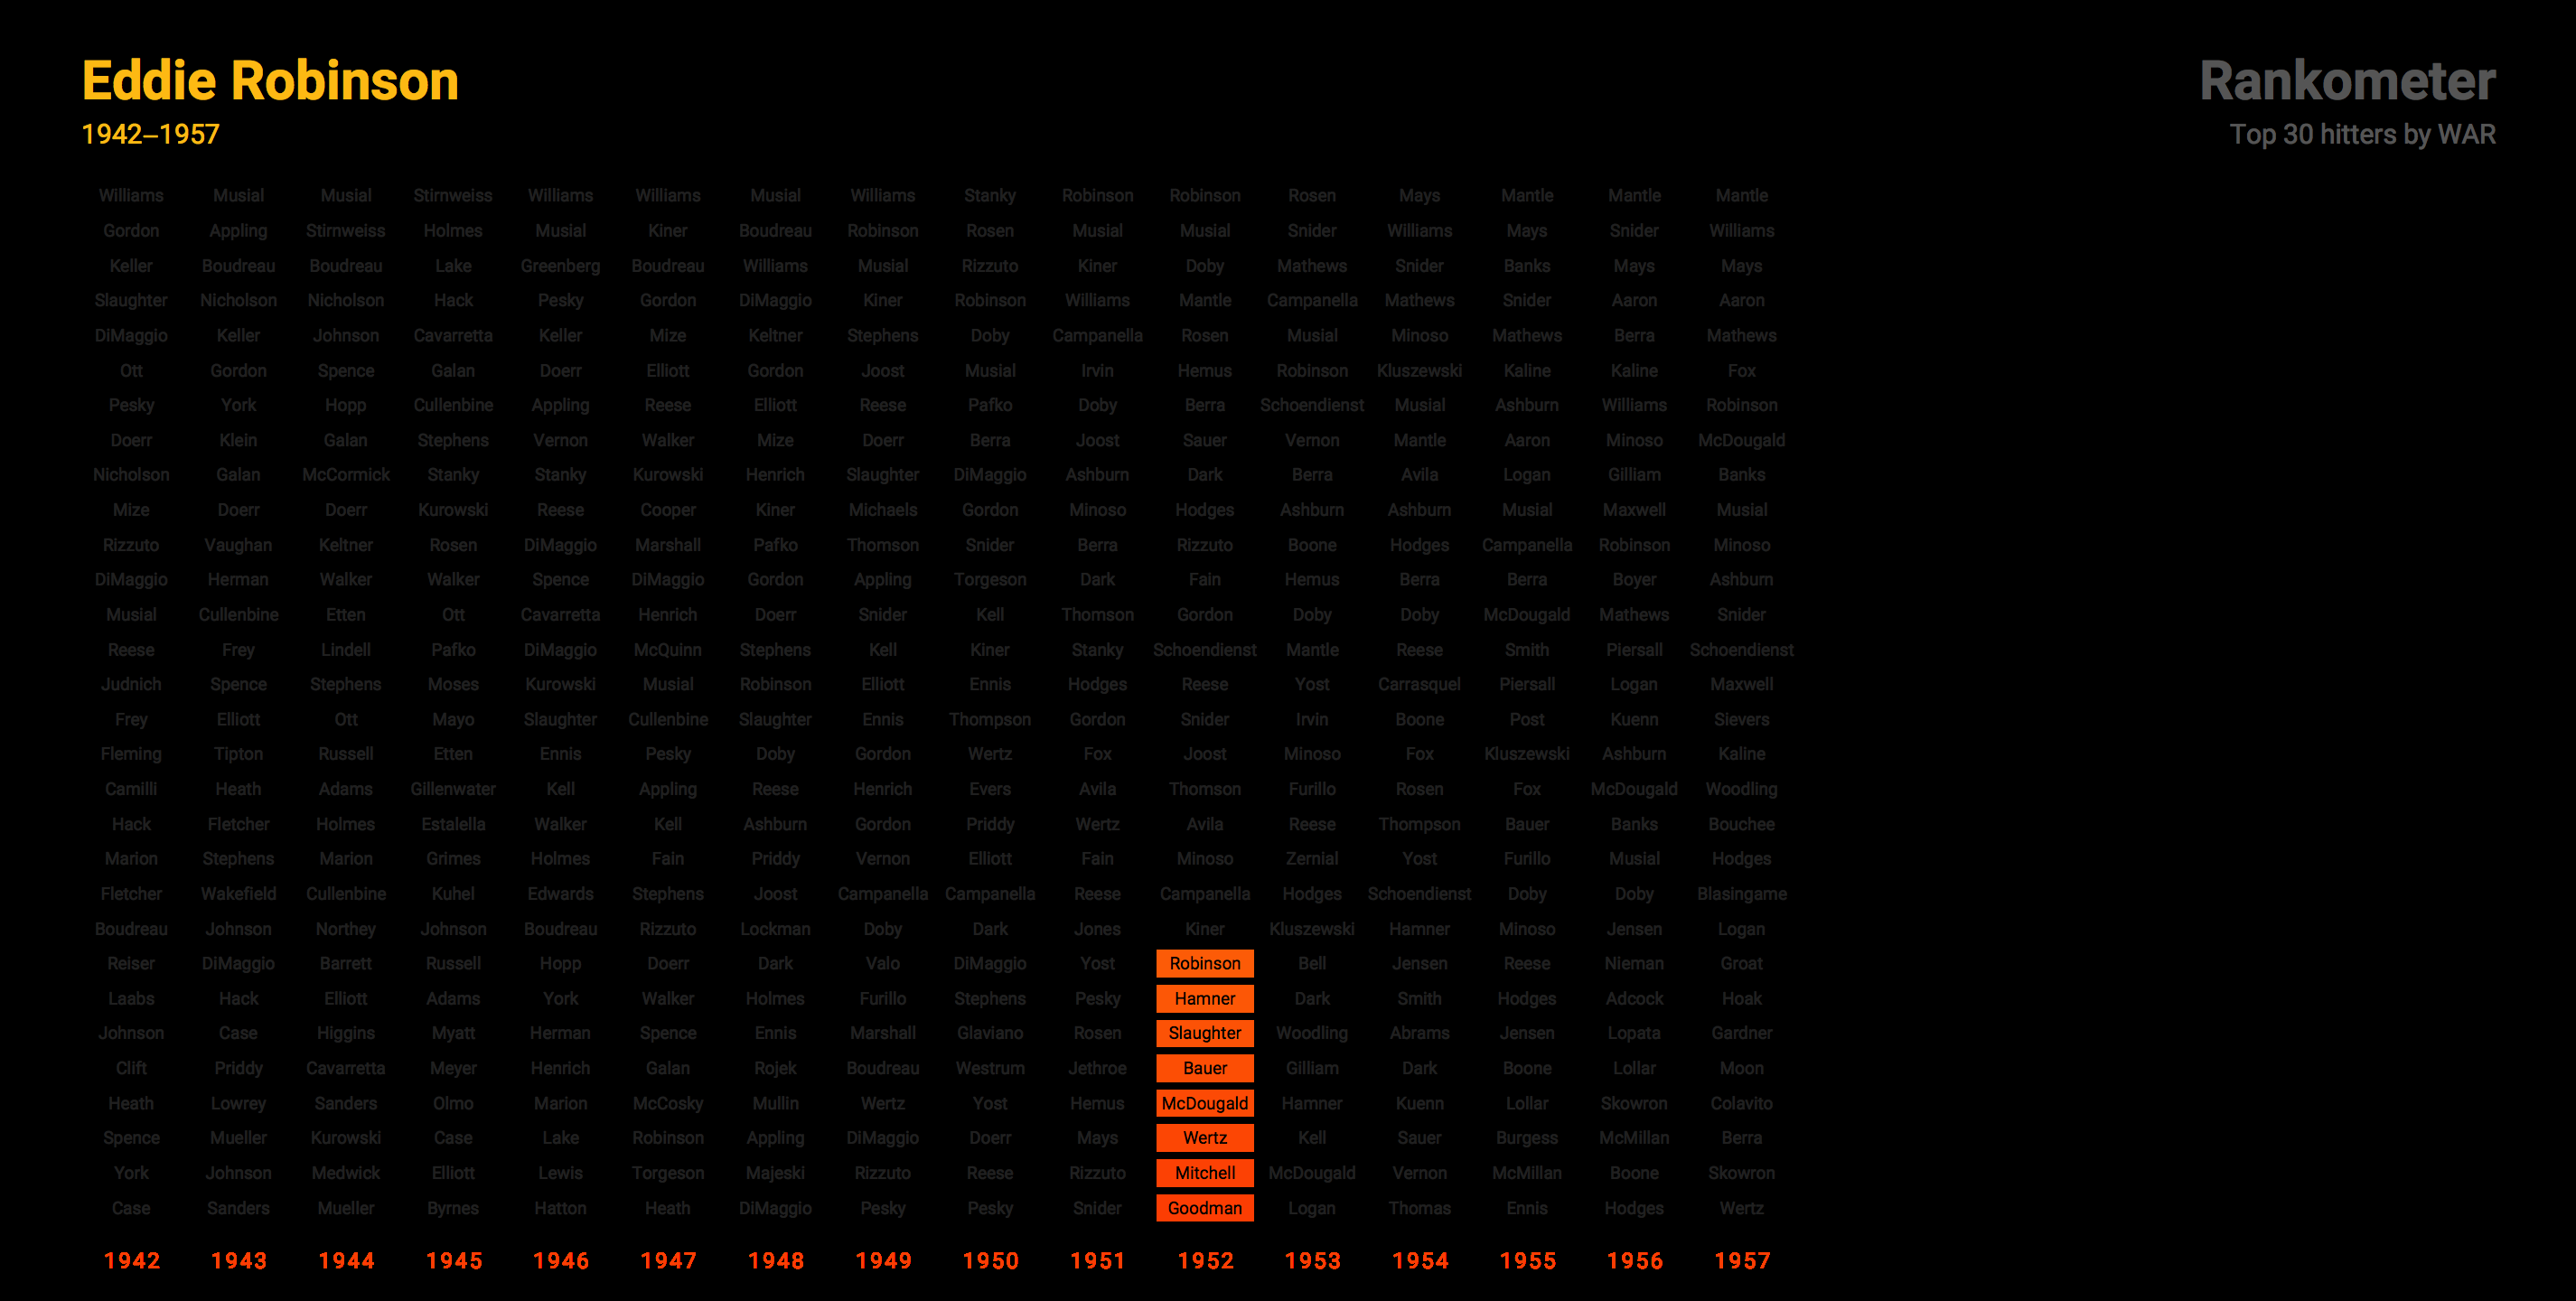 Eddie Robinson
1942–1957
Rankometer
Top 30 hitters by WAR
Williams Musial Musial Stirnweiss Williams Williams Musial Williams Stanky Robinson Robinson Rosen Mays Mantle Mantle Mantle
Gordon Appling Stirnweiss Holmes Musial Kiner Boudreau Robinson Rosen Musial Musial Snider Williams Mays Snider Williams
Keller Boudreau Boudreau Lake Greenberg Boudreau Williams Musial Rizzuto Kiner Doby Mathews Snider Banks Mays Mays
Slaughter Nicholson Nicholson Hack Pesky Gordon DiMaggio Kiner Robinson Williams Mantle Campanella Mathews Snider Aaron Aaron
DiMaggio Keller Johnson Cavarretta Keller Mize Keltner Stephens Doby Campanella Rosen Musial Minoso Mathews Berra Mathews
Ott Gordon Spence Galan Doerr Elliott Gordon Joost Musial Irvin Hemus Robinson Kluszewski Kaline Kaline Fox
Pesky York Hopp Cullenbine Appling Reese Elliott Reese Pafko Doby Berra Schoendienst Musial Ashburn Williams Robinson
Doerr Klein Galan Stephens Vernon Walker Mize Doerr Berra Joost Sauer Vernon Mantle Aaron Minoso McDougald
Nicholson Galan McCormick Stanky Stanky Kurowski Henrich Slaughter DiMaggio Ashburn Dark Berra Avila Logan Gilliam Banks
Mize Doerr Doerr Kurowski Reese Cooper Kiner Michaels Gordon Minoso Hodges Ashburn Ashburn Musial Maxwell Musial
Rizzuto Vaughan Keltner Rosen DiMaggio Marshall Pafko Thomson Snider Berra Rizzuto Boone Hodges Campanella Robinson Minoso
DiMaggio Herman Walker Walker Spence DiMaggio Gordon Appling Torgeson Dark Fain Hemus Berra Berra Boyer Ashburn
Musial Cullenbine Etten Ott Cavarretta Henrich Doerr Snider Kell Thomson Gordon Doby Doby McDougald Mathews Snider
Reese Frey Lindell Pafko DiMaggio McQuinn Stephens Kell Kiner Stanky Schoendienst Mantle Reese Smith Piersall Schoendienst
Judnich Spence Stephens Moses Kurowski Musial Robinson Elliott Ennis Hodges Reese Yost Carrasquel Piersall Logan Maxwell
Frey Elliott Ott Mayo Slaughter Cullenbine Slaughter Ennis Thompson Gordon Snider Irvin Boone Post Kuenn Sievers
Fleming Tipton Russell Etten Ennis Pesky Doby Gordon Wertz Fox Joost Minoso Fox Kluszewski Ashburn Kaline
Camilli Heath Adams Gillenwater Kell Appling Reese Henrich Evers Avila Thomson Furillo Rosen Fox McDougald Woodling
Hack Fletcher Holmes Estalella Walker Kell Ashburn Gordon Priddy Wertz Avila Reese Thompson Bauer Banks Bouchee
Marion Stephens Marion Grimes Holmes Fain Priddy Vernon Elliott Fain Minoso Zernial Yost Furillo Musial Hodges
Fletcher Wakefield Cullenbine Kuhel Edwards Stephens Joost Campanella Campanella Reese Campanella Hodges Schoendienst Doby Doby Blasingame
Boudreau Johnson Northey Johnson Boudreau Rizzuto Lockman Doby Dark Jones Kiner Kluszewski Hamner Minoso Jensen Logan
Reiser DiMaggio Barrett Russell Hopp Doerr Dark Valo DiMaggio Yost Robinson Bell Jensen Reese Nieman Groat
Laabs Hack Elliott Adams York Walker Holmes Furillo Stephens Pesky Hamner Dark Smith Hodges Adcock Hoak
Johnson Case Higgins Myatt Herman Spence Ennis Marshall Glaviano Rosen Slaughter Woodling Abrams Jensen Lopata Gardner
Clift Priddy Cavarretta Meyer Henrich Galan Rojek Boudreau Westrum Jethroe Bauer Gilliam Dark Boone Lollar Moon
Heath Lowrey Sanders Olmo Marion McCosky Mullin Wertz Yost Hemus McDougald Hamner Kuenn Lollar Skowron Colavito
Spence Mueller Kurowski Case Lake Robinson Appling DiMaggio Doerr Mays Wertz Kell Sauer Burgess McMillan Berra
York Johnson Medwick Elliott Lewis Torgeson Majeski Rizzuto Reese Rizzuto Mitchell McDougald Vernon McMillan Boone Skowron
Case Sanders Mueller Byrnes Hatton Heath DiMaggio Pesky Pesky Snider Goodman Logan Thomas Ennis Hodges Wertz
1942 1943 1944 1945 1946 1947 1948 1949 1950 1951 1952 1953 1954 1955 1956 1957